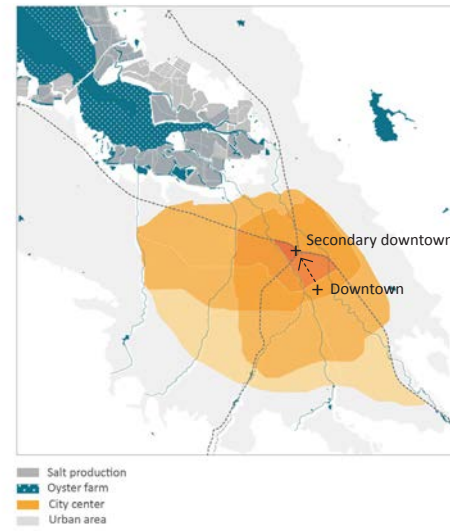 Secondary downtown
Downtown
Salt production
Oyster farm
City center
Urban area